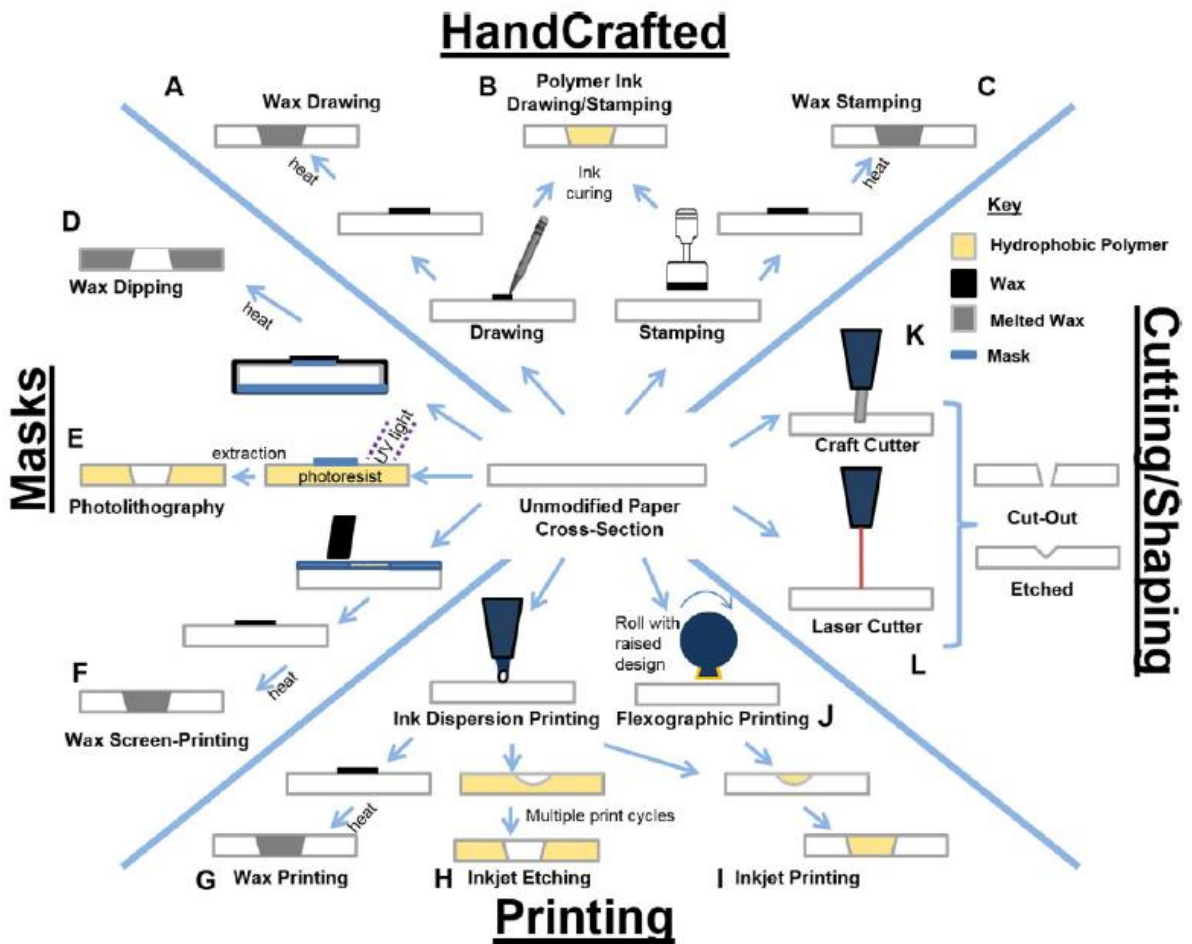 HandCrafted
A
Wax Drawing
heat
B
Polymer Ink
Drawing/Stamping
Ink
curing
Drawing
Stamping
C
Wax Stamping
heat
Key
Hydrophobic Polymer
Wax
Melted Wax
Mask
Masks
D
Wax Dipping
heat
E
extraction
UV light
photoresist
Photolithography
Unmodified Paper
Cross-Section
F
heat
Wax Screen-Printing
Cutting/Shaping
K
Craft Cutter
Laser Cutter
L
Cut-Out
Etched
Ink Dispersion Printing
Roll with
raised
design
Flexographic Printing
J
heat
G
Wax Printing
Multiple print cycles
H
Inkjet Etching
I
Inkjet Printing
Printing